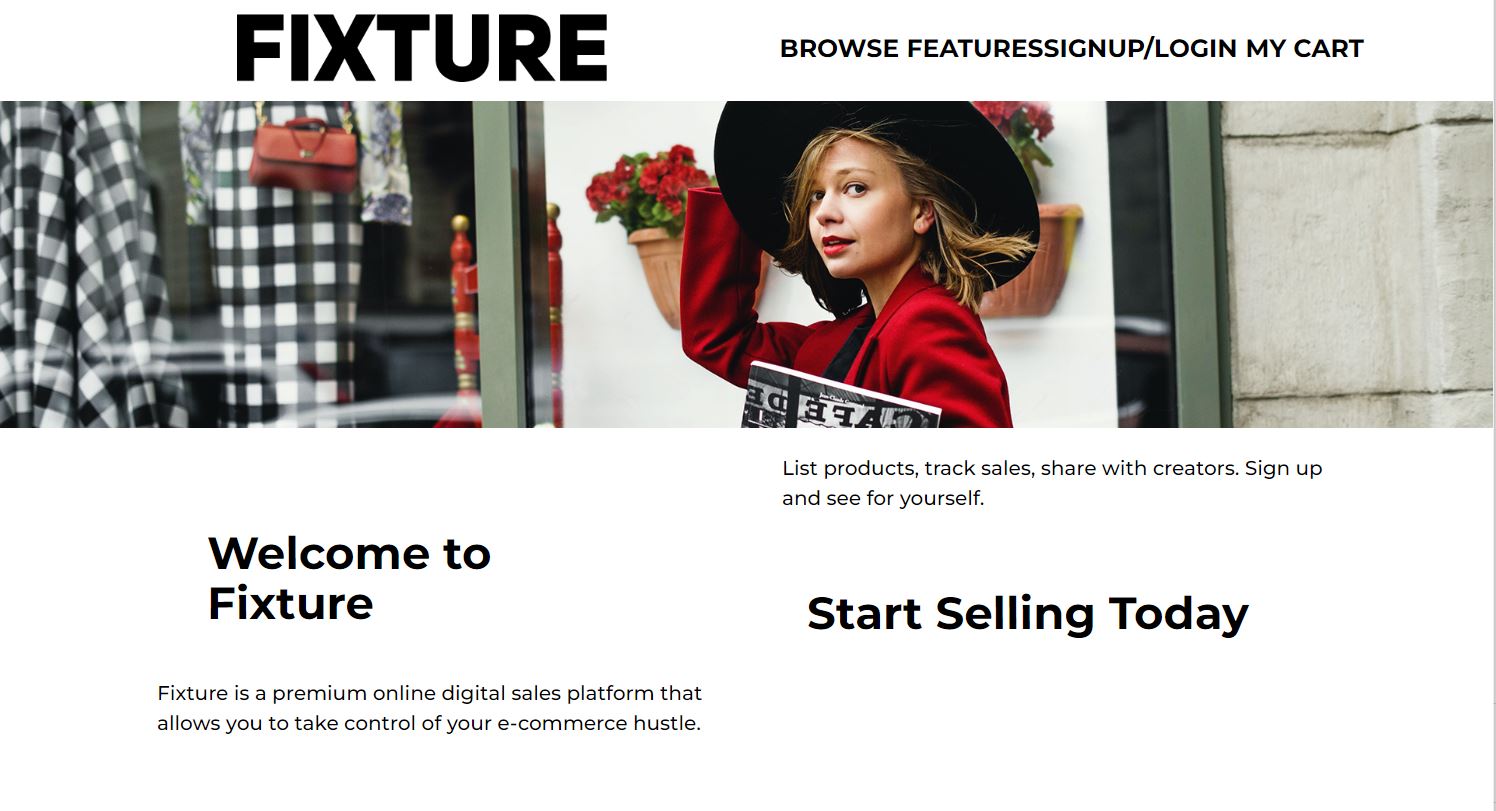 FIXTURE
BROWSE FEATURESSIGNUP/LOGIN MY CART
List products, track sales, share with creators. Sign up
and see for yourself.
Welcome to
Fixture
Start Selling Today
Fixture is a premium online digital sales platform that
allows you to take control of your e-commerce hustle.